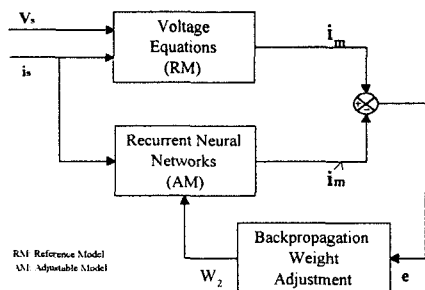 Vs
Voltage
Equations
(RM)
im
is
+ -
Recurrent Neural
Networks
(AM)
im
RM: Reference Model
AM: Adjustable Model
W2
Backpropagation
Weight
Adjustment
e